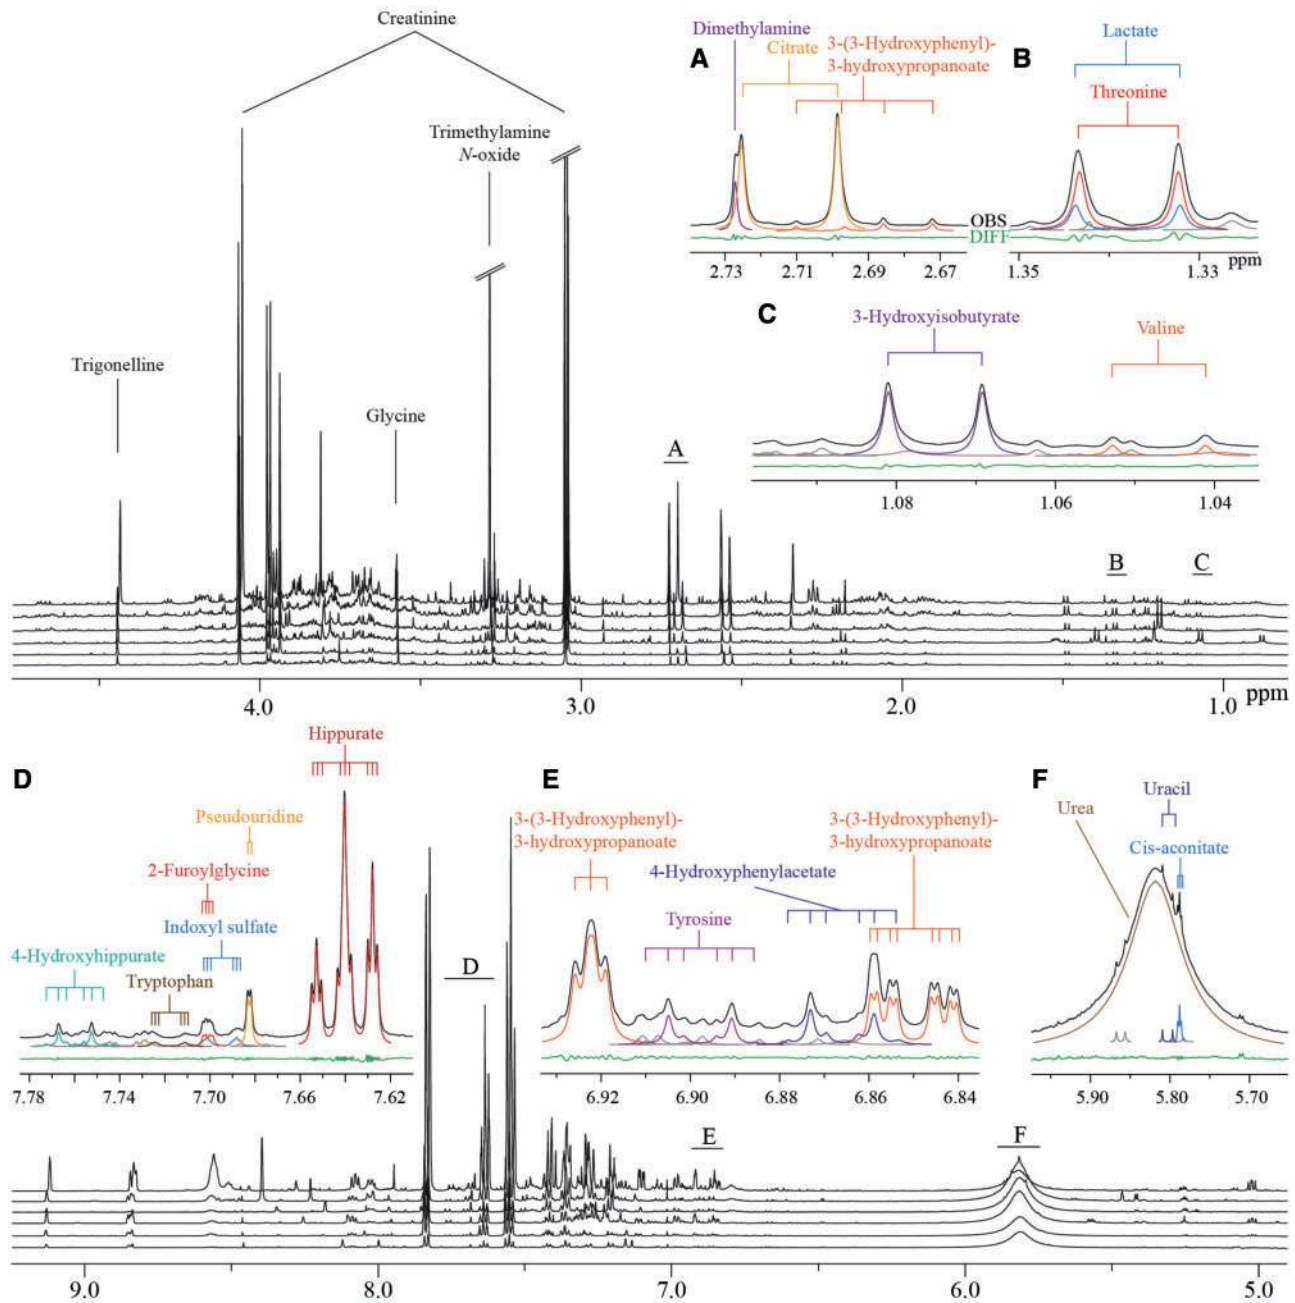 Creatinine
Trimethylamine
N-oxide
Trigonelline
Glycine
A
B
C
A
Dimethylamine
Citrate
3-(3-Hydroxyphenyl)-
3-hydroxypropanoate
OBS
DIFF
2.73 2.71 2.69 2.67
B
Lactate
Threonine
1.35 1.33 ppm
C
3-Hydroxyisobutyrate
Valine
1.08 1.06 1.04
4.0 3.0 2.0 1.0 ppm
D
Hippurate
Pseudouridine
2-Furoylglycine
Indoxyl sulfate
4-Hydroxyhippurate
Tryptophan
7.78 7.74 7.70 7.66 7.62
D
E
3-(3-Hydroxyphenyl)-
3-hydroxypropanoate
3-(3-Hydroxyphenyl)-
3-hydroxypropanoate
4-Hydroxyphenylacetate
Tyrosine
6.92 6.90 6.88 6.86 6.84
F
Urea
Uracil
Cis-aconitate
5.90 5.80 5.70
E
F
9.0 8.0 7.0 6.0 5.0